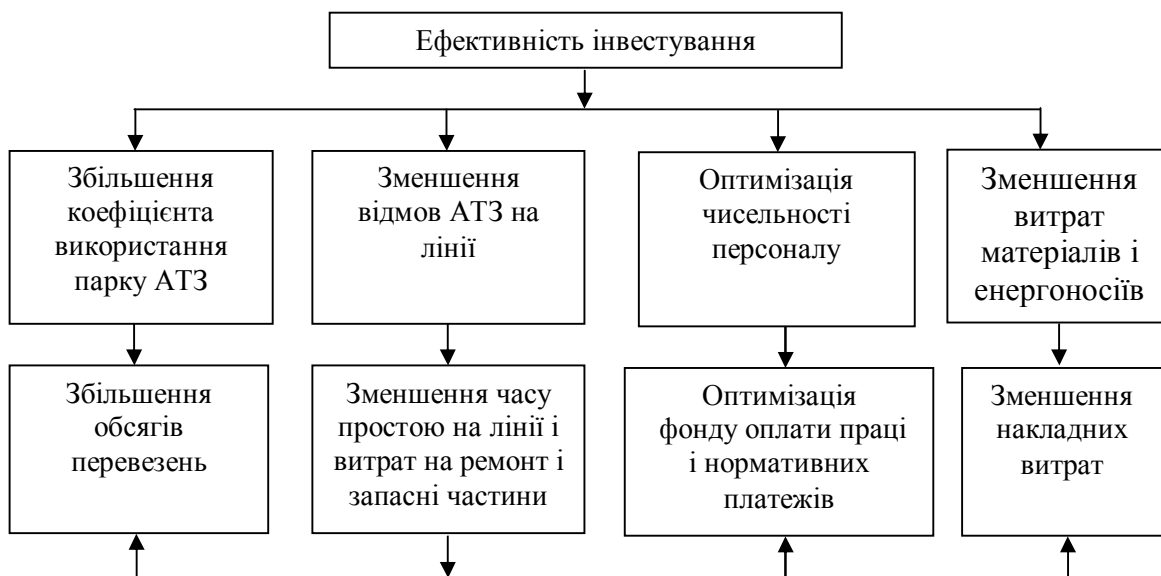 Ефективність інвестування
Збільшення
коефіцієнта
використання
парку АТЗ
Зменшення
відмов АТЗ на
лінії
Оптимізація
чисельності
персоналу
Зменшення
витрат
матеріалів і
енергоносіїв
Збільшення
обсягів
перевезень
Зменшення часу
простою на лінії і
витрат на ремонт і
запасні частини
Оптимізація
фонду оплати праці
і нормативних
платежів
Зменшення
накладних
витрат